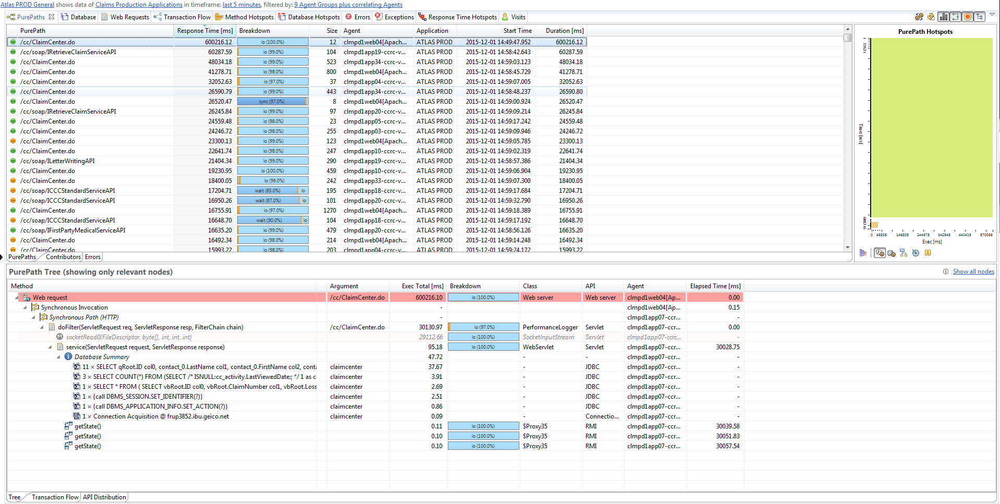 Atlas PROD General shows data of Claims Production Applications in timeframe: last 5 minutes, filtered by: 9 Agent Groups plus correlating Agents
PurePaths Database Web Requests Transaction Flow Method Hotspots Database Hotspots Errors Exceptions Response Time Hotspots Visits
PurePath Response Time [ms] Breakdown Size Agent Application Start Time Duration [ms]
/cc/ClaimCenter.do 600216.12 io (100.0%) 12 clmpd1web04[Apach... ATLAS PROD 2015-12-01 14:49:47.952 600216.12
/cc/soap/IRetrieveClaimServiceAPI 60287.59 io (99.0%) 104 clmpd1app19-ccrc-v... ATLAS PROD 2015-12-01 14:58:42.643 60287.59
/cc/ClaimCenter.do 48034.18 io (99.0%) 523 clmpd1app34-ccrc-v... ATLAS PROD 2015-12-01 14:59:03.123 48034.18
/cc/ClaimCenter.do 41278.71 io (98.0%) 800 clmpd1web04[Apach... ATLAS PROD 2015-12-01 14:58:45.729 41278.71
/cc/ClaimCenter.do 32052.63 io (97.0%) 37 clmpd1app04-ccrc-v... ATLAS PROD 2015-12-01 14:59:07.005 32052.63
/cc/ClaimCenter.do 26590.79 io (99.0%) 443 clmpd1app34-ccrc-v... ATLAS PROD 2015-12-01 14:58:48.237 26590.80
/cc/ClaimCenter.do 26520.47 sync (97.0%) 8 clmpd1web04[Apach... ATLAS PROD 2015-12-01 14:59:00.924 26520.47
/cc/soap/IRetrieveClaimServiceAPI 26245.84 io (99.0%) 97 clmpd1app20-ccrc-v... ATLAS PROD 2015-12-01 14:59:09.214 26245.84
/cc/ClaimCenter.do 24559.48 io (98.0%) 23 clmpd1app05-ccrc-v... ATLAS PROD 2015-12-01 14:59:17.242 24559.48
/cc/ClaimCenter.do 24246.72 io (98.0%) 255 clmpd1app03-ccrc-v... ATLAS PROD 2015-12-01 14:59:09.946 24246.72
/cc/ClaimCenter.do 23300.13 io (99.0%) 123 clmpd1web04[Apach... ATLAS PROD 2015-12-01 14:59:05.785 23300.13
/cc/ClaimCenter.do 22641.74 io (98.0%) 247 clmpd1app10-ccrc-v... ATLAS PROD 2015-12-01 14:59:02.319 22641.74
/cc/soap/ILetterWritingAPI 21404.34 io (99.0%) 290 clmpd1app19-ccrc-v... ATLAS PROD 2015-12-01 14:58:57.386 21404.34
/cc/ClaimCenter.do 19230.95 io (100.0%) 459 clmpd1app10-ccrc-v... ATLAS PROD 2015-12-01 14:59:06.904 19230.95
/cc/ClaimCenter.do 18400.05 io (96.0%) 242 clmpd1app33-ccrc-v... ATLAS PROD 2015-12-01 14:59:07.300 18400.05
/cc/soap/ICCCStandardServiceAPI 17204.71 wait (85.0%) io 195 clmpd1app18-ccrc-v... ATLAS PROD 2015-12-01 14:59:17.684 17204.71
/cc/soap/ICCCStandardServiceAPI 16950.26 wait (87.0%) io 101 clmpd1app20-ccrc-v... ATLAS PROD 2015-12-01 14:59:32.790 16950.26
/cc/ClaimCenter.do 16755.91 io (97.0%) 1270 clmpd1web04[Apach... ATLAS PROD 2015-12-01 14:59:18.389 16755.91
/cc/soap/ICCCStandardServiceAPI 16648.70 wait (90.0%) io 104 clmpd1app18-ccrc-v... ATLAS PROD 2015-12-01 14:59:17.192 16648.70
/cc/soap/IFirstPartyMedicalServiceAPI 16635.20 io (99.0%) 479 clmpd1app20-ccrc-v... ATLAS PROD 2015-12-01 14:58:56.126 16635.20
/cc/ClaimCenter.do 16492.34 io (98.0%) 214 clmpd1web04[Apach... ATLAS PROD 2015-12-01 14:59:14.248 16492.34
/cc/ClaimCenter.do 15993.22 io (98.0%) 203 clmpd1app04-ccrc-v... ATLAS PROD 2015-12-01 14:59:24.172 15993.22
PurePaths Contributors Errors
PurePath Hotspots
Time [ms]
600216
0 48935 146805 244675 342545 440415 570086
Exec [ms]
PurePath Tree (showing only relevant nodes) Show all nodes
Method Argument Exec Total [ms] Breakdown Class API Agent Elapsed Time [ms]
Web request /cc/ClaimCenter.do 600216.10 io (100.0%) Web server Web server clmpd1web04[Ap... 0.00
Synchronous Invocation - clmpd1web04[Ap... 0.15
Synchronous Path (HTTP) - clmpd1app07-ccr... -
doFilter(ServletRequest req, ServletResponse resp, FilterChain chain) /cc/ClaimCenter.do 30130.97 io (97.0%) PerformanceLogger Servlet clmpd1app07-ccr... 0.00
socketRead0(FileDescriptor, byte[], int, int, int) 29112.66 io (100.0%) SocketInputStream Servlet clmpd1app07-ccr... -
service(ServletRequest request, ServletResponse response) 95.18 io (100.0%) WebServlet Servlet clmpd1app07-ccr... 30028.75
Database Summary 47.72 - - clmpd1app07-ccr... -
11 × SELECT qRoot.ID col0, contact_0.LastName col1, contact_0.FirstName col2, conta claimcenter 37.67 - JDBC clmpd1app07-ccr... -
3 × SELECT COUNT(*) FROM (SELECT /* ISNULL:cc_activity.LastViewedDate:; */ 1 as c claimcenter 3.91 - JDBC clmpd1app07-ccr... -
1 × SELECT * FROM ( SELECT vbRoot.ID col0, vbRoot.ClaimNumber col1, vbRoot.Loss claimcenter 2.69 - JDBC clmpd1app07-ccr... -
1 × {call DBMS_SESSION.SET_IDENTIFIER(?)} claimcenter 2.51 - JDBC clmpd1app07-ccr... -
1 × {call DBMS_APPLICATION_INFO.SET_ACTION(?)} claimcenter 0.86 - JDBC clmpd1app07-ccr... -
1 × Connection Acquisition @ frup3852.ibu.geico.net claimcenter 0.09 - Connectio... clmpd1app07-ccr... -
getState() 0.11 io (100.0%) $Proxy35 RMI clmpd1app07-ccr... 30039.58
getState() 0.10 io (100.0%) $Proxy35 RMI clmpd1app07-ccr... 30051.83
getState() 0.10 io (100.0%) $Proxy35 RMI clmpd1app07-ccr... 30057.54
Tree Transaction Flow API Distribution